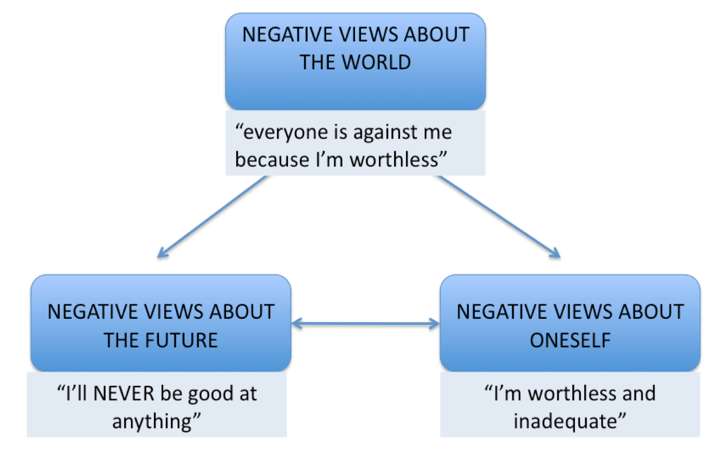 NEGATIVE VIEWS ABOUT
THE WORLD
“everyone is against me
because I’m worthless”
NEGATIVE VIEWS ABOUT
THE FUTURE
“I’ll NEVER be good at
anything”
NEGATIVE VIEWS ABOUT
ONESELF
“I’m worthless and
inadequate”